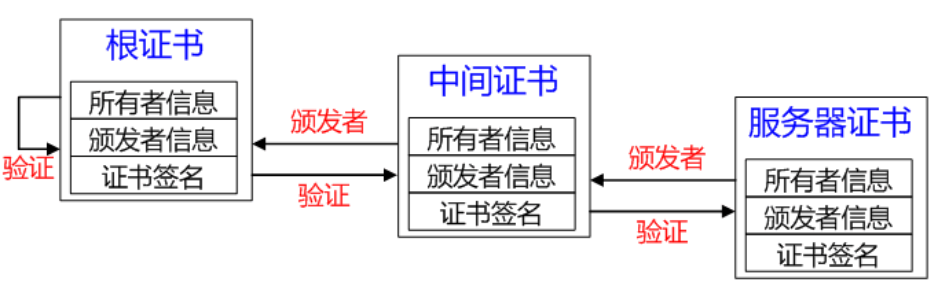 根证书
所有者信息
颁发者信息
证书签名
验证
颁发者
验证
中间证书
所有者信息
颁发者信息
证书签名
颁发者
验证
服务器证书
所有者信息
颁发者信息
证书签名